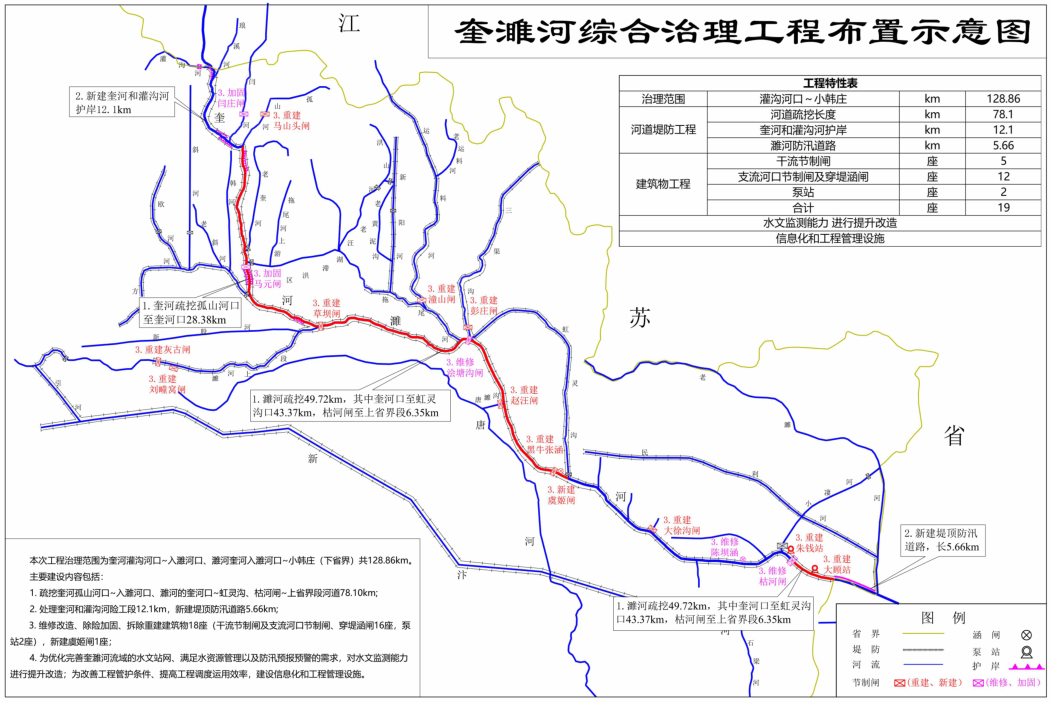 奎濉河综合治理工程布置示意图
江
苏
省
工程特性表
治理范围 灌沟河口～小韩庄 km 128.86
河道堤防工程 河道疏挖长度 km 78.1
奎河和灌沟河护岸 km 12.1
濉河防汛道路 km 5.66
建筑物工程 干流节制闸 座 5
支流河口节制闸及穿堤涵闸 座 12
泵站 座 2
合计 座 19
水文监测能力 进行提升改造
信息化和工程管理设施
2. 新建奎河和灌沟河
护岸12.1km
3.加固
闫庄闸
3.重建
马山头闸
奎
3.加固
马元闸
1. 奎河疏挖孤山河口
至奎河口28.38km
河
3.重建
草坝闸
濉
3.重建
潼山闸
3.重建
彭庄闸
3.重建灰古闸
3.重建
刘疃窝闸
3.维修
浍塘沟闸
1. 濉河疏挖49.72km，其中奎河口至虹灵
沟口43.37km，枯河闸至上省界段6.35km
3.重建
赵汪闸
唐
3.重建
黑牛张涵
新
3.新建
虞姬闸
河
3.重建
大徐沟闸
河
汴
3.维修
陈坝涵
3.重建
朱钱站
3.维修
枯河闸
3.重建
大顾站
2. 新建堤顶防汛
道路，长5.66km
1. 濉河疏挖49.72km，其中奎河口至虹灵沟
口43.37km，枯河闸至上省界段6.35km
本次工程治理范围为奎河灌沟河口~入濉河口、濉河奎河入濉河口~小韩庄（下省界）共128.86km。
主要建设内容包括：
1. 疏挖奎河孤山河口~入濉河口、濉河的奎河口~虹灵沟、枯河闸~上省界段河道78.10km；
2. 处理奎河和灌沟河险工段12.1km，新建堤顶防汛道路5.66km；
3. 维修改造、除险加固、拆除重建建筑物18座（干流节制闸及支流河口节制闸、穿堤涵闸16座，泵
站2座），新建虞姬闸1座；
4. 为优化完善奎濉河流域的水文站网、满足水资源管理以及防汛预报预警的需求，对水文监测能力
进行提升改造；为改善工程管护条件、提高工程调度运用效率，建设信息化和工程管理设施。
图 例
省 界 涵 闸
堤 防 泵 站
河 流 护 岸
节制闸 （重建、新建） （维修、加固）